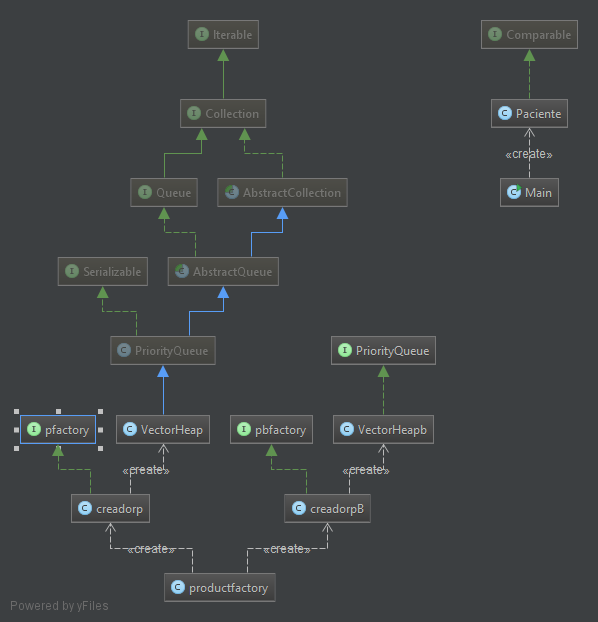 I Iterable
I Comparable
I Collection
C Paciente
«create»
I Queue
C AbstractCollection
C Main
I Serializable
C AbstractQueue
C PriorityQueue
I PriorityQueue
I pfactory
C VectorHeap
I pbfactory
C VectorHeapb
«create»
«create»
C creadorp
C creadorpB
«create»
«create»
C productfactory
Powered by yFiles